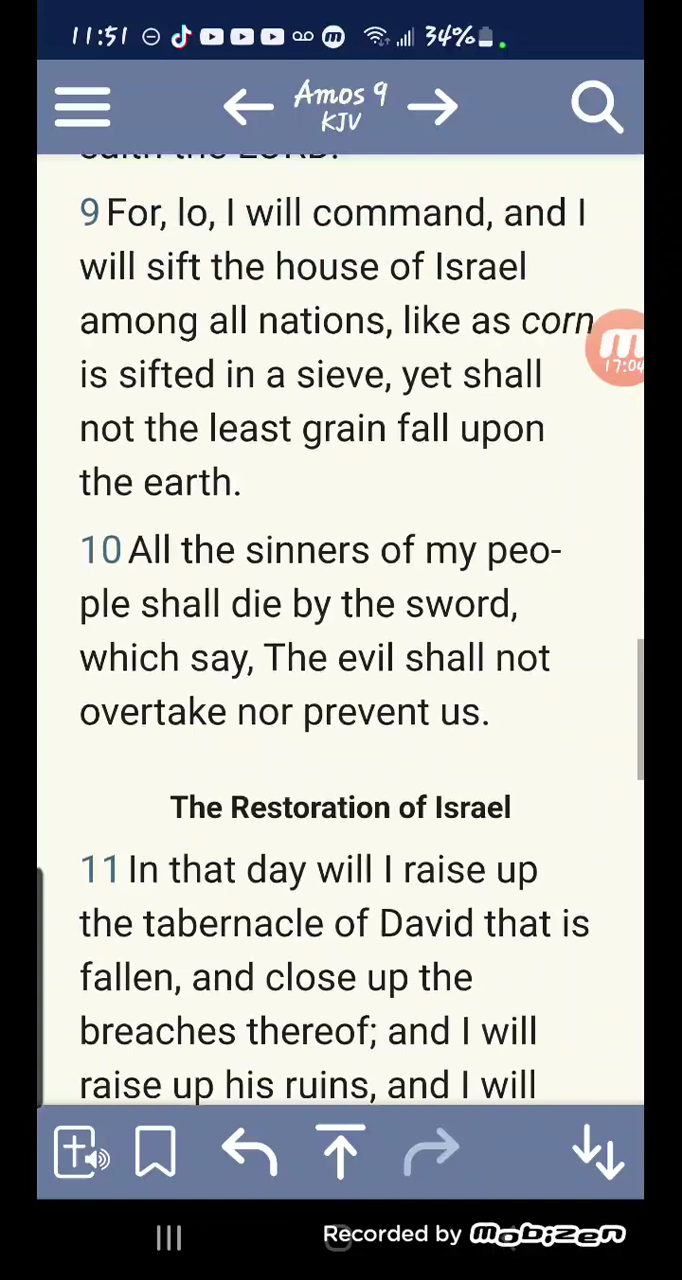 11:51 34%
Amos 9
KJV
saith the LORD.
9 For, lo, I will command, and I
will sift the house of Israel
among all nations, like as corn
is sifted in a sieve, yet shall
not the least grain fall upon
the earth.
17:04
10 All the sinners of my peo-
ple shall die by the sword,
which say, The evil shall not
overtake nor prevent us.
The Restoration of Israel
11 In that day will I raise up
the tabernacle of David that is
fallen, and close up the
breaches thereof; and I will
raise up his ruins, and I will
Recorded by mobizen